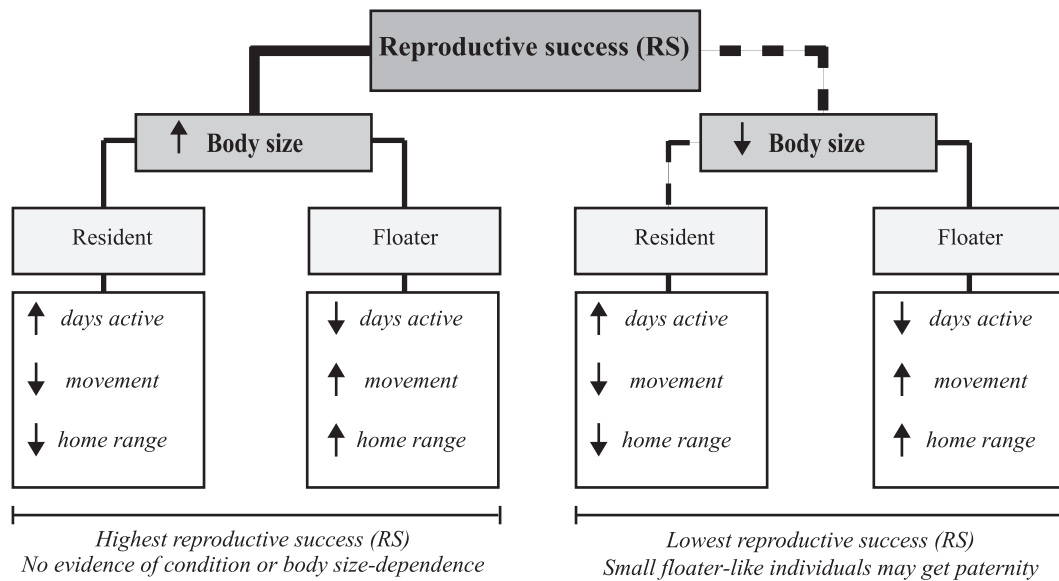 Reproductive success (RS)
↑ Body size
↓ Body size
Resident
Floater
Resident
Floater
↑ days active
↓ movement
↓ home range
↓ days active
↑ movement
↑ home range
↑ days active
↓ movement
↓ home range
↓ days active
↑ movement
↑ home range
Highest reproductive success (RS)
No evidence of condition or body size-dependence
Lowest reproductive success (RS)
Small floater-like individuals may get paternity